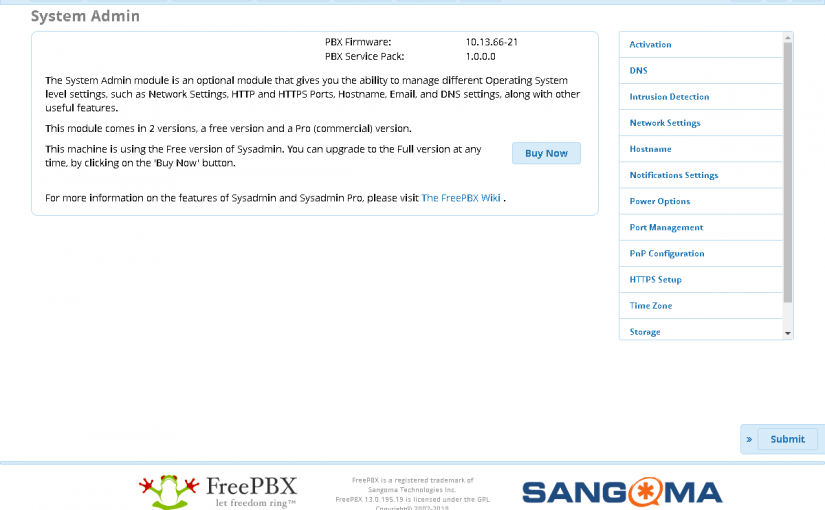 System Admin
PBX Firmware: 10.13.66-21
PBX Service Pack: 1.0.0.0
The System Admin module is an optional module that gives you the ability to manage different Operating System
level settings, such as Network Settings, HTTP and HTTPS Ports, Hostname, Email, and DNS settings, along with other
useful features.
This module comes in 2 versions, a free version and a Pro (commercial) version.
This machine is using the Free version of Sysadmin. You can upgrade to the Full version at any
time, by clicking on the 'Buy Now' button.
Buy Now
For more information on the features of Sysadmin and Sysadmin Pro, please visit The FreePBX Wiki .
Activation
DNS
Intrusion Detection
Network Settings
Hostname
Notifications Settings
Power Options
Port Management
PnP Configuration
HTTPS Setup
Time Zone
Storage
» Submit
FreePBX
let freedom ring™
FreePBX is a registered trademark of
Sangoma Technologies Inc.
FreePBX 13.0.195.19 is licensed under the GPL
Copyright© 2007-2018
SANGOMA